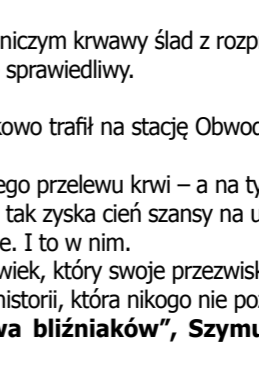 niczym krwawy ślad z rozp
sprawiedliwy.
kowo trafił na stację Obwod
ego przelewu krwi – a na ty
tak zyska cień szansy na u
e. I to w nim.
wiek, który swoje przezwisk
historii, która nikogo nie po
wa bliźniaków”, Szymu